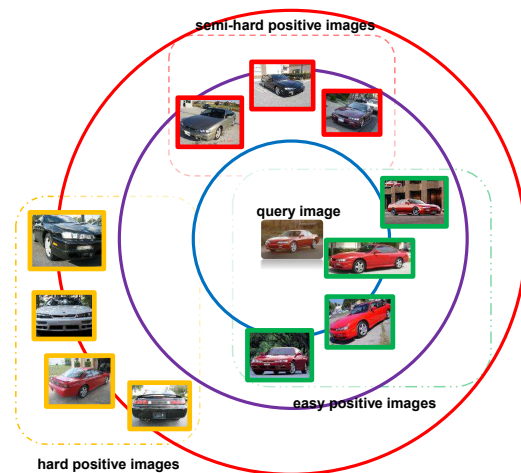 semi-hard positive images
query image
easy positive images
hard positive images